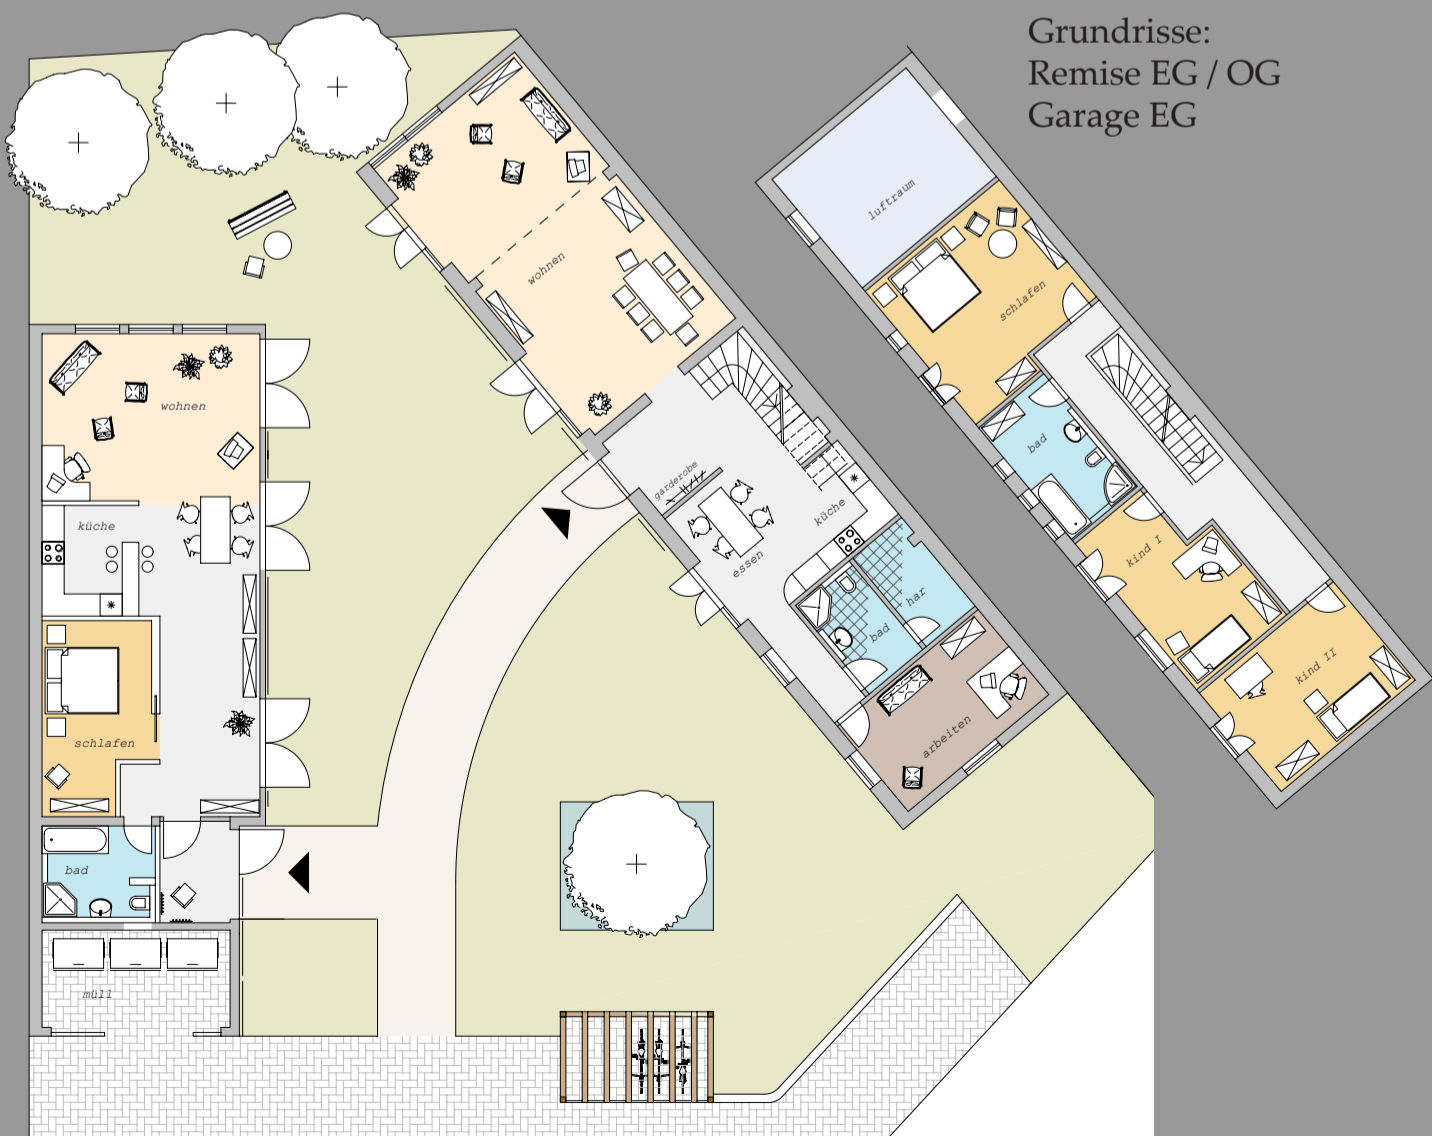 Grundrisse:
Remise EG / OG
Garage EG
luftraum
schlafen
wohnen
bad
wohnen
garderobe
küche
kind I
küche
essen
har
bad
kind II
schlafen
arbeiten
bad
müll